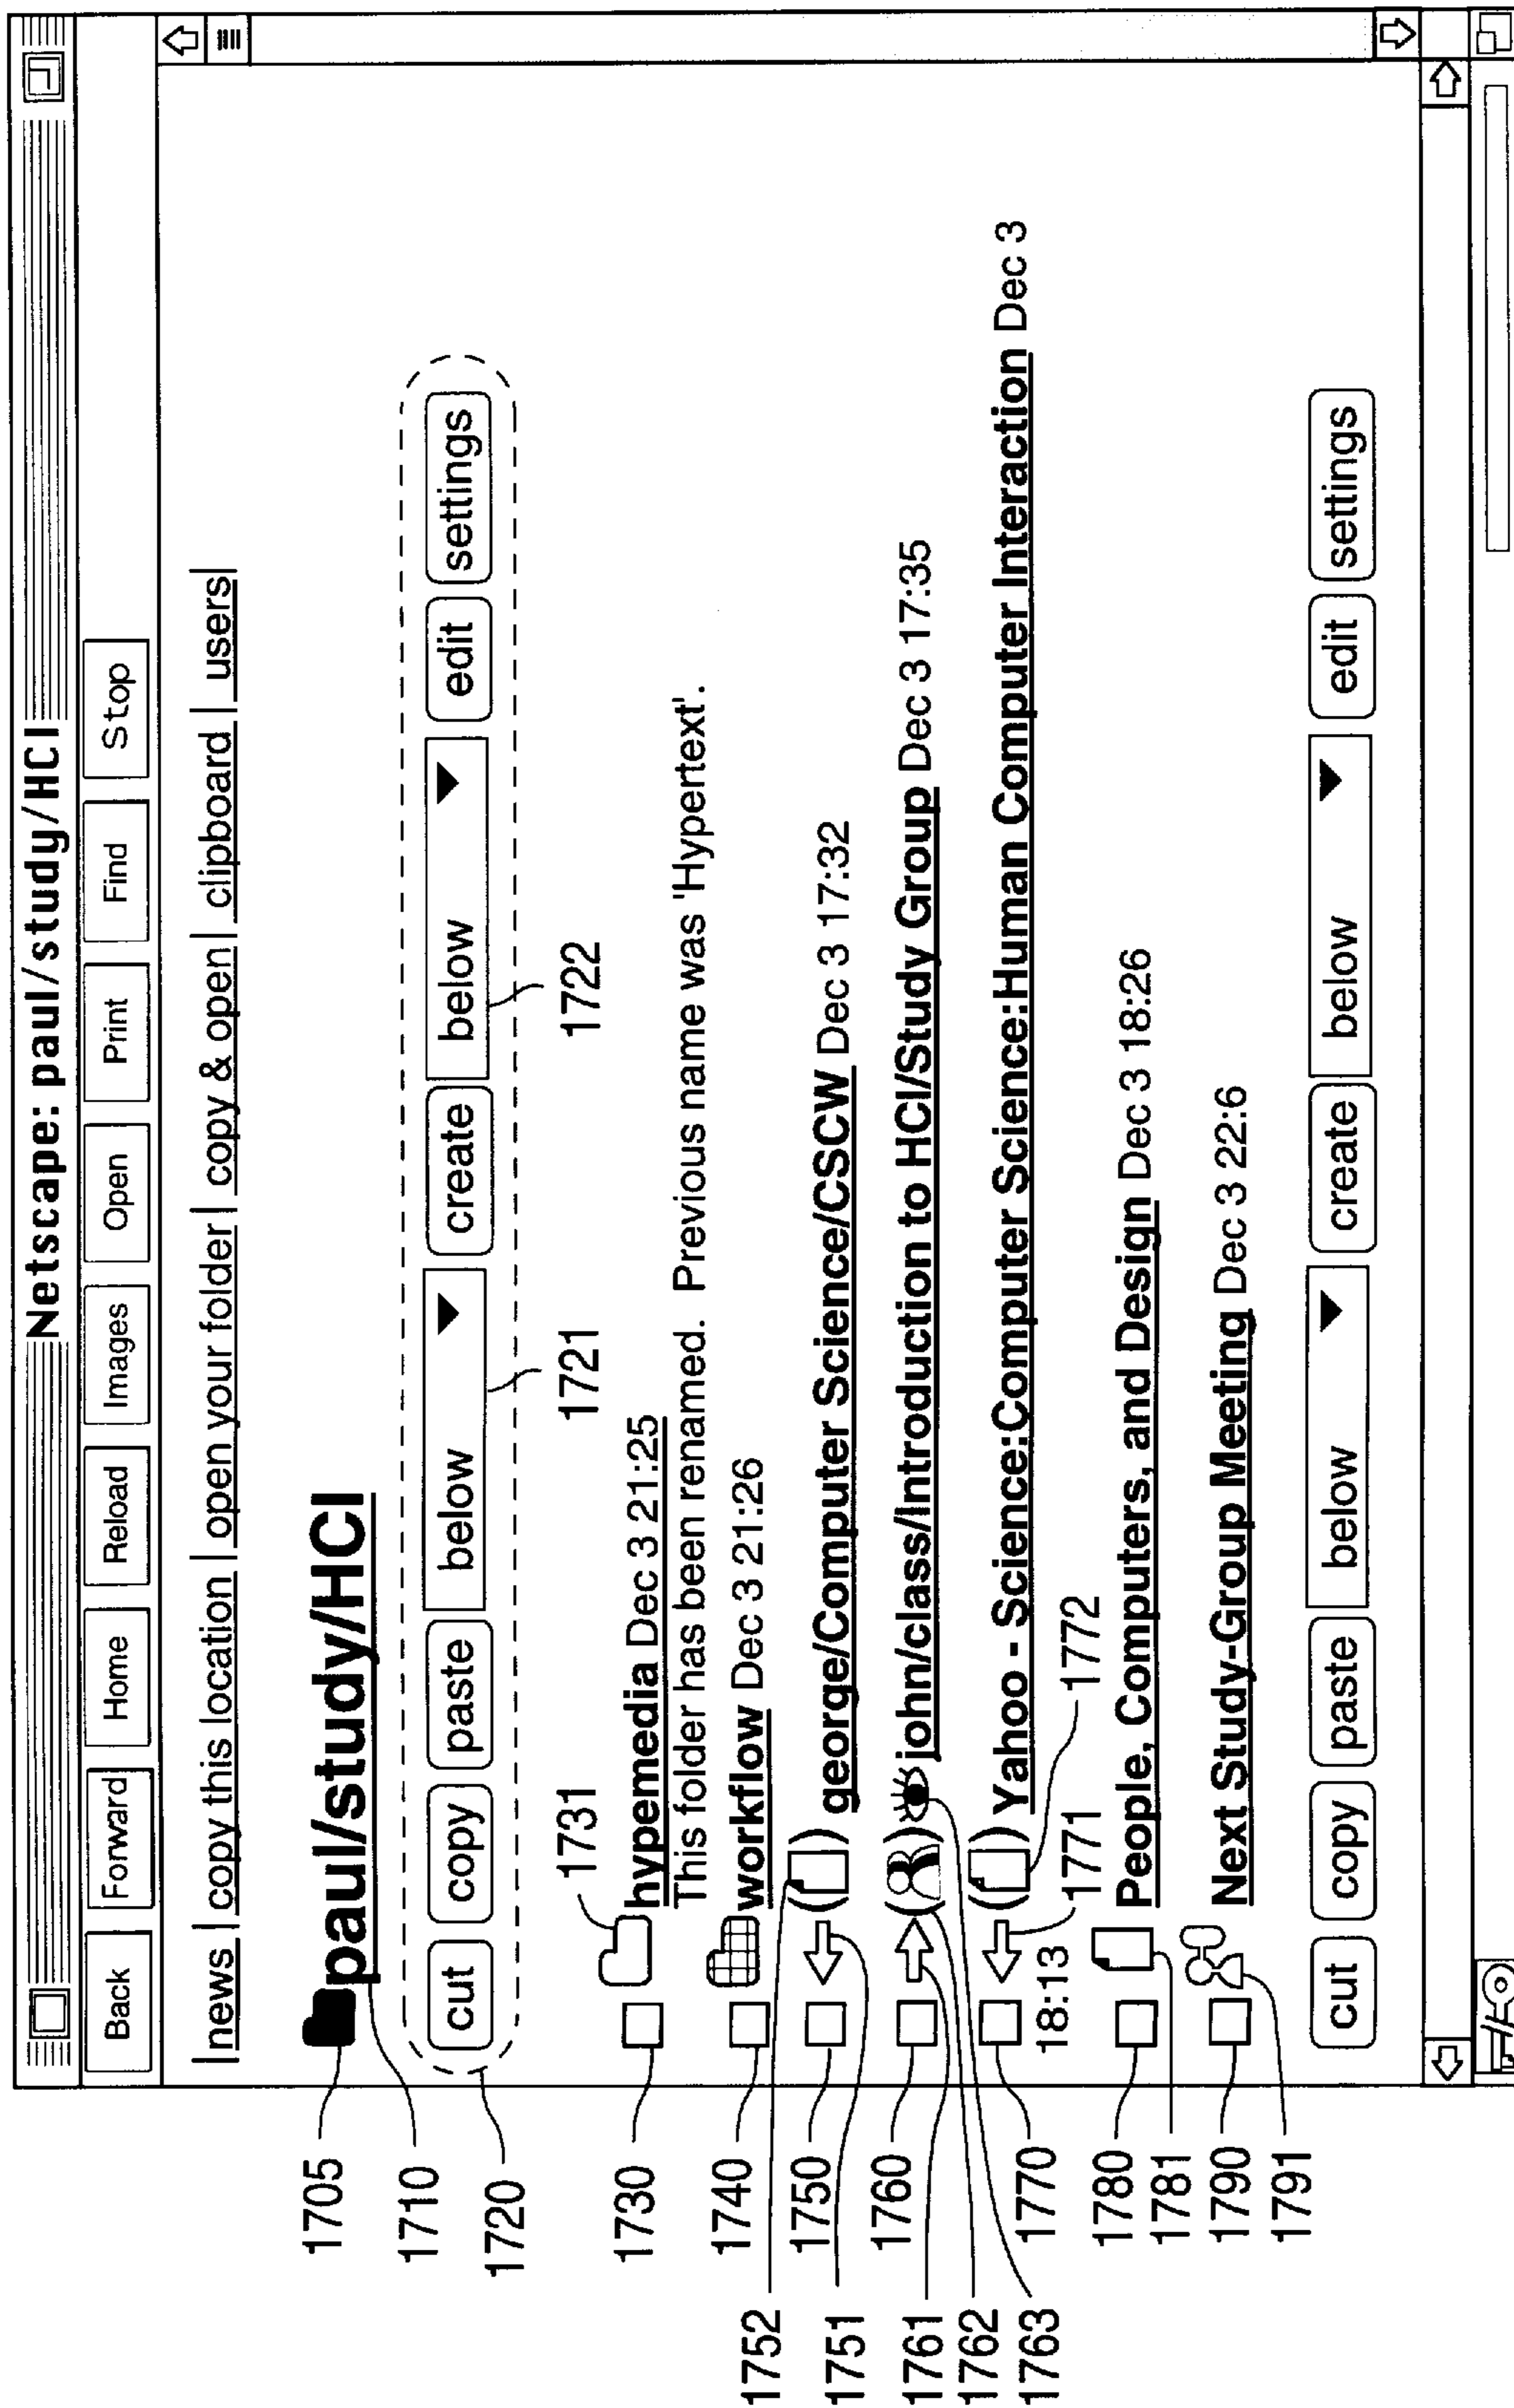 Netscape: paul/study/HCI
Back Forward Home Reload Images Open Print Find Stop
|news |copy this location |open your folder| copy & open| clipboard | users|
1705 paul/study/HCI
1710
1720 cut copy paste below create below edit settings
1721 1722
1731
1730 hypemedia Dec 3 21:25
This folder has been renamed. Previous name was 'Hypertext'.
1740 workflow Dec 3 21:26
1752
1750 ( ) george/Computer Science/CSCW Dec 3 17:32
1751
1760 ( ) john/class/Introduction to HCI/Study Group Dec 3 17:35
1761
1762
1770 ( ) Yahoo - Science:Computer Science:Human Computer Interaction Dec 3
1763
18:13 1771 1772
1780 People, Computers, and Design Dec 3 18:26
1781
1790 Next Study-Group Meeting Dec 3 22:6
1791
cut copy paste below create below edit settings